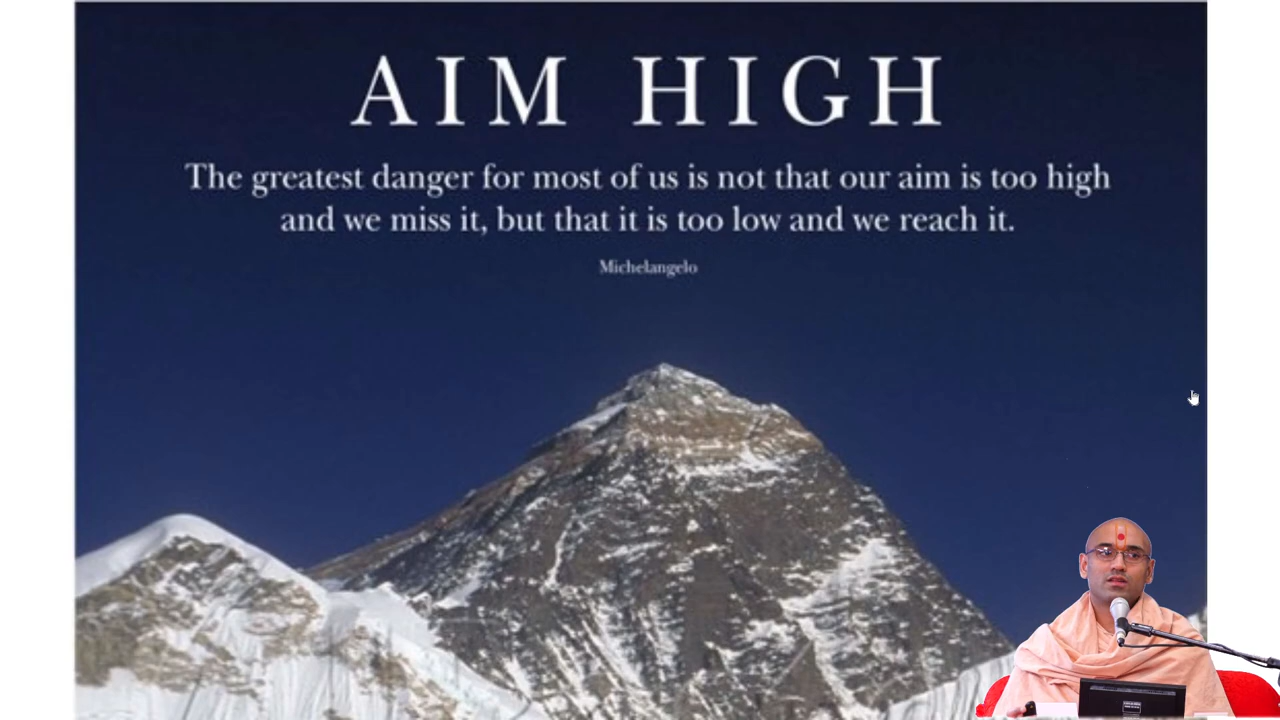 AIM HIGH
The greatest danger for most of us is not that our aim is too high
and we miss it, but that it is too low and we reach it.
Michelangelo